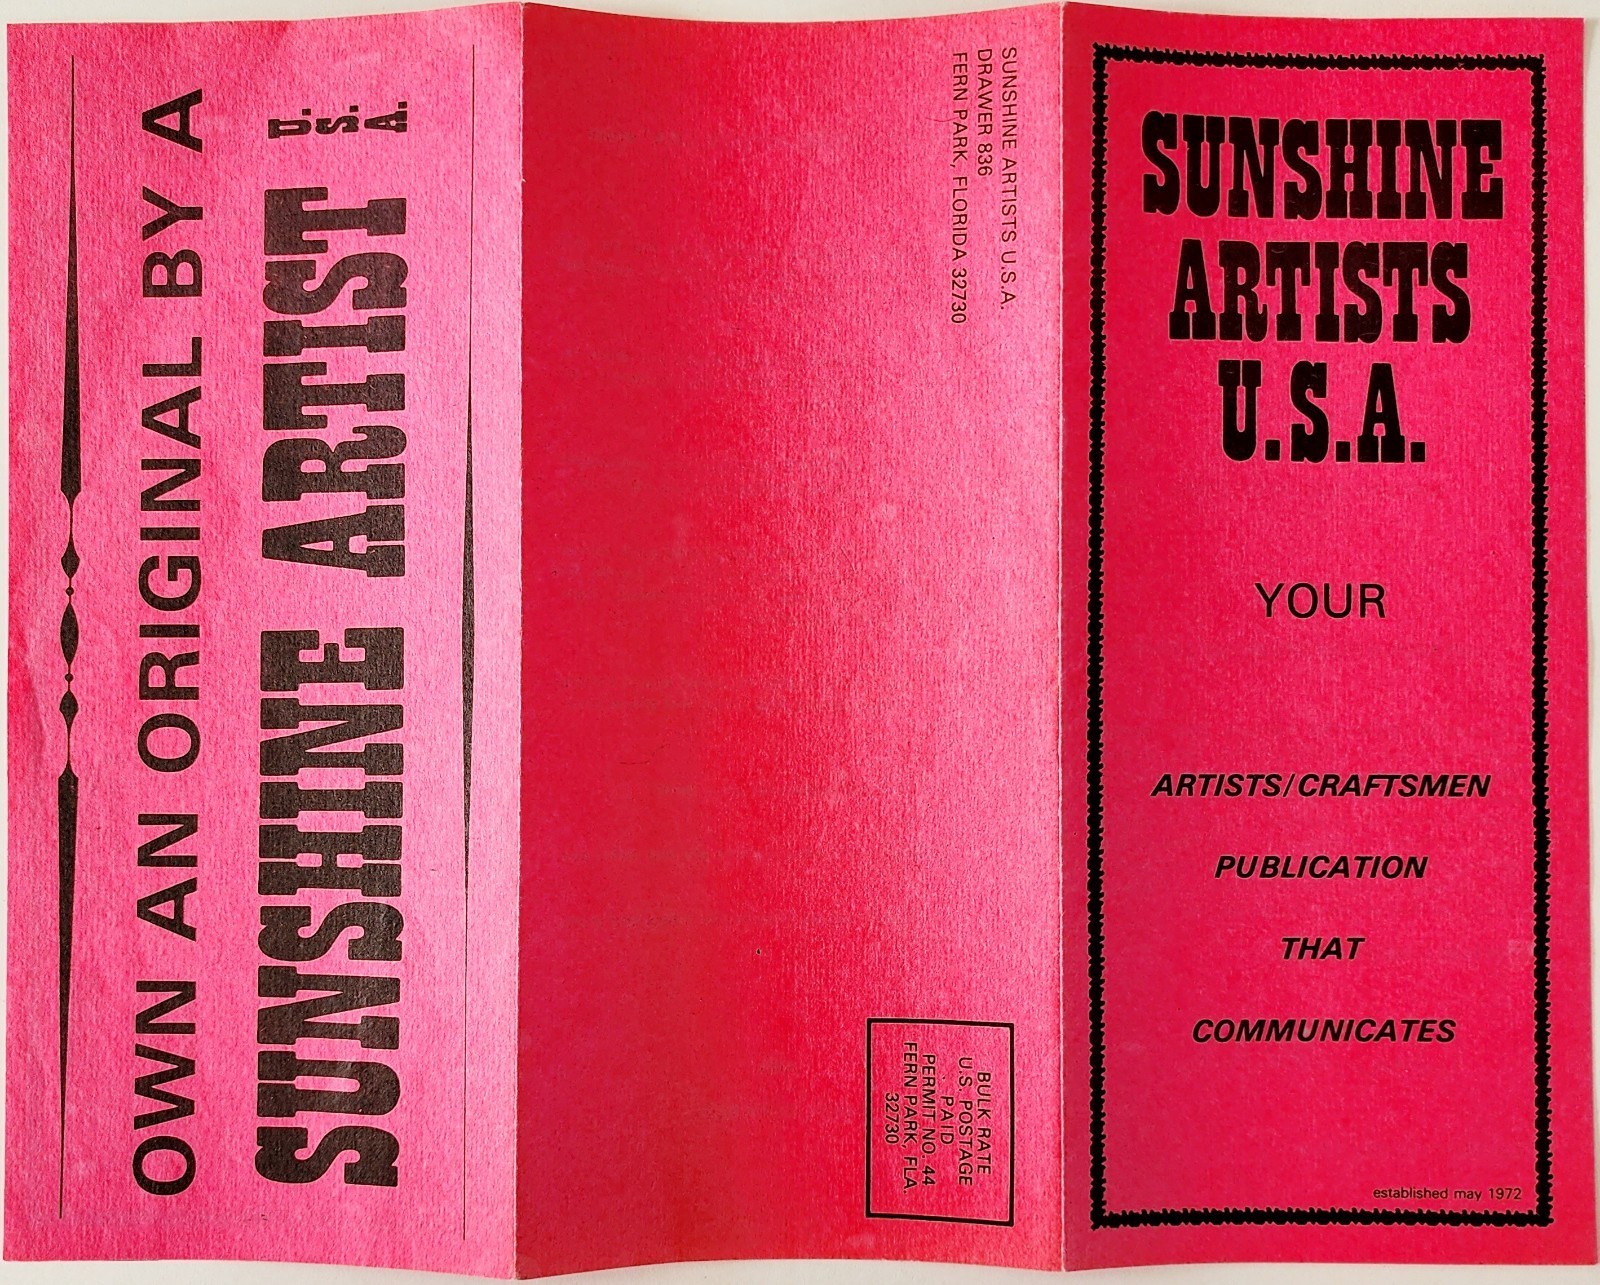 OWN AN ORIGINAL BY A
SUNSHINE ARTIST U.S.A.
SUNSHINE ARTISTS U.S.A.
DRAWER 836
FERN PARK, FLORIDA 32730
BULK RATE
U.S. POSTAGE
PAID
PERMIT NO. 44
FERN PARK, FLA.
32730
SUNSHINE
ARTISTS
U.S.A.
YOUR
ARTISTS/CRAFTSMEN
PUBLICATION
THAT
COMMUNICATES
established may 1972